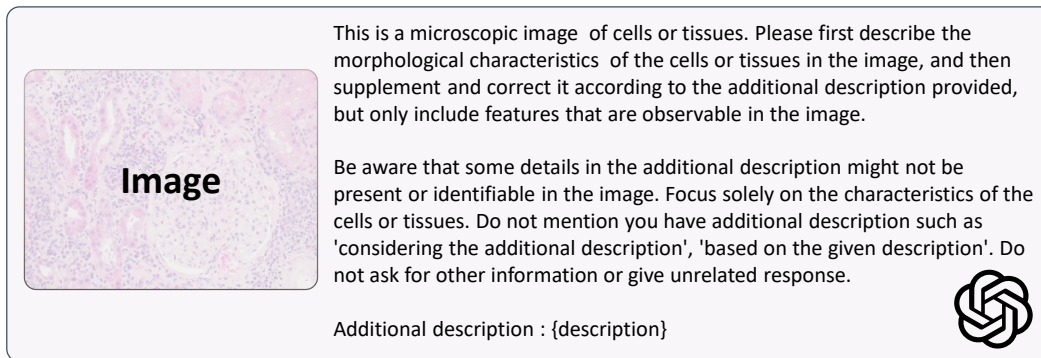 This is a microscopic image  of cells or tissues. Please first describe the
morphological characteristics  of the cells or tissues in the image, and then
supplement and correct it according to the additional description provided,
but only include features that are observable in the image.
Image
Be aware that some details in the additional description might not be
present or identifiable in the image. Focus solely on the characteristics of the
cells or tissues. Do not mention you have additional description such as
'considering the additional description', 'based on the given description'. Do
not ask for other information or give unrelated response.
Additional description : {description}